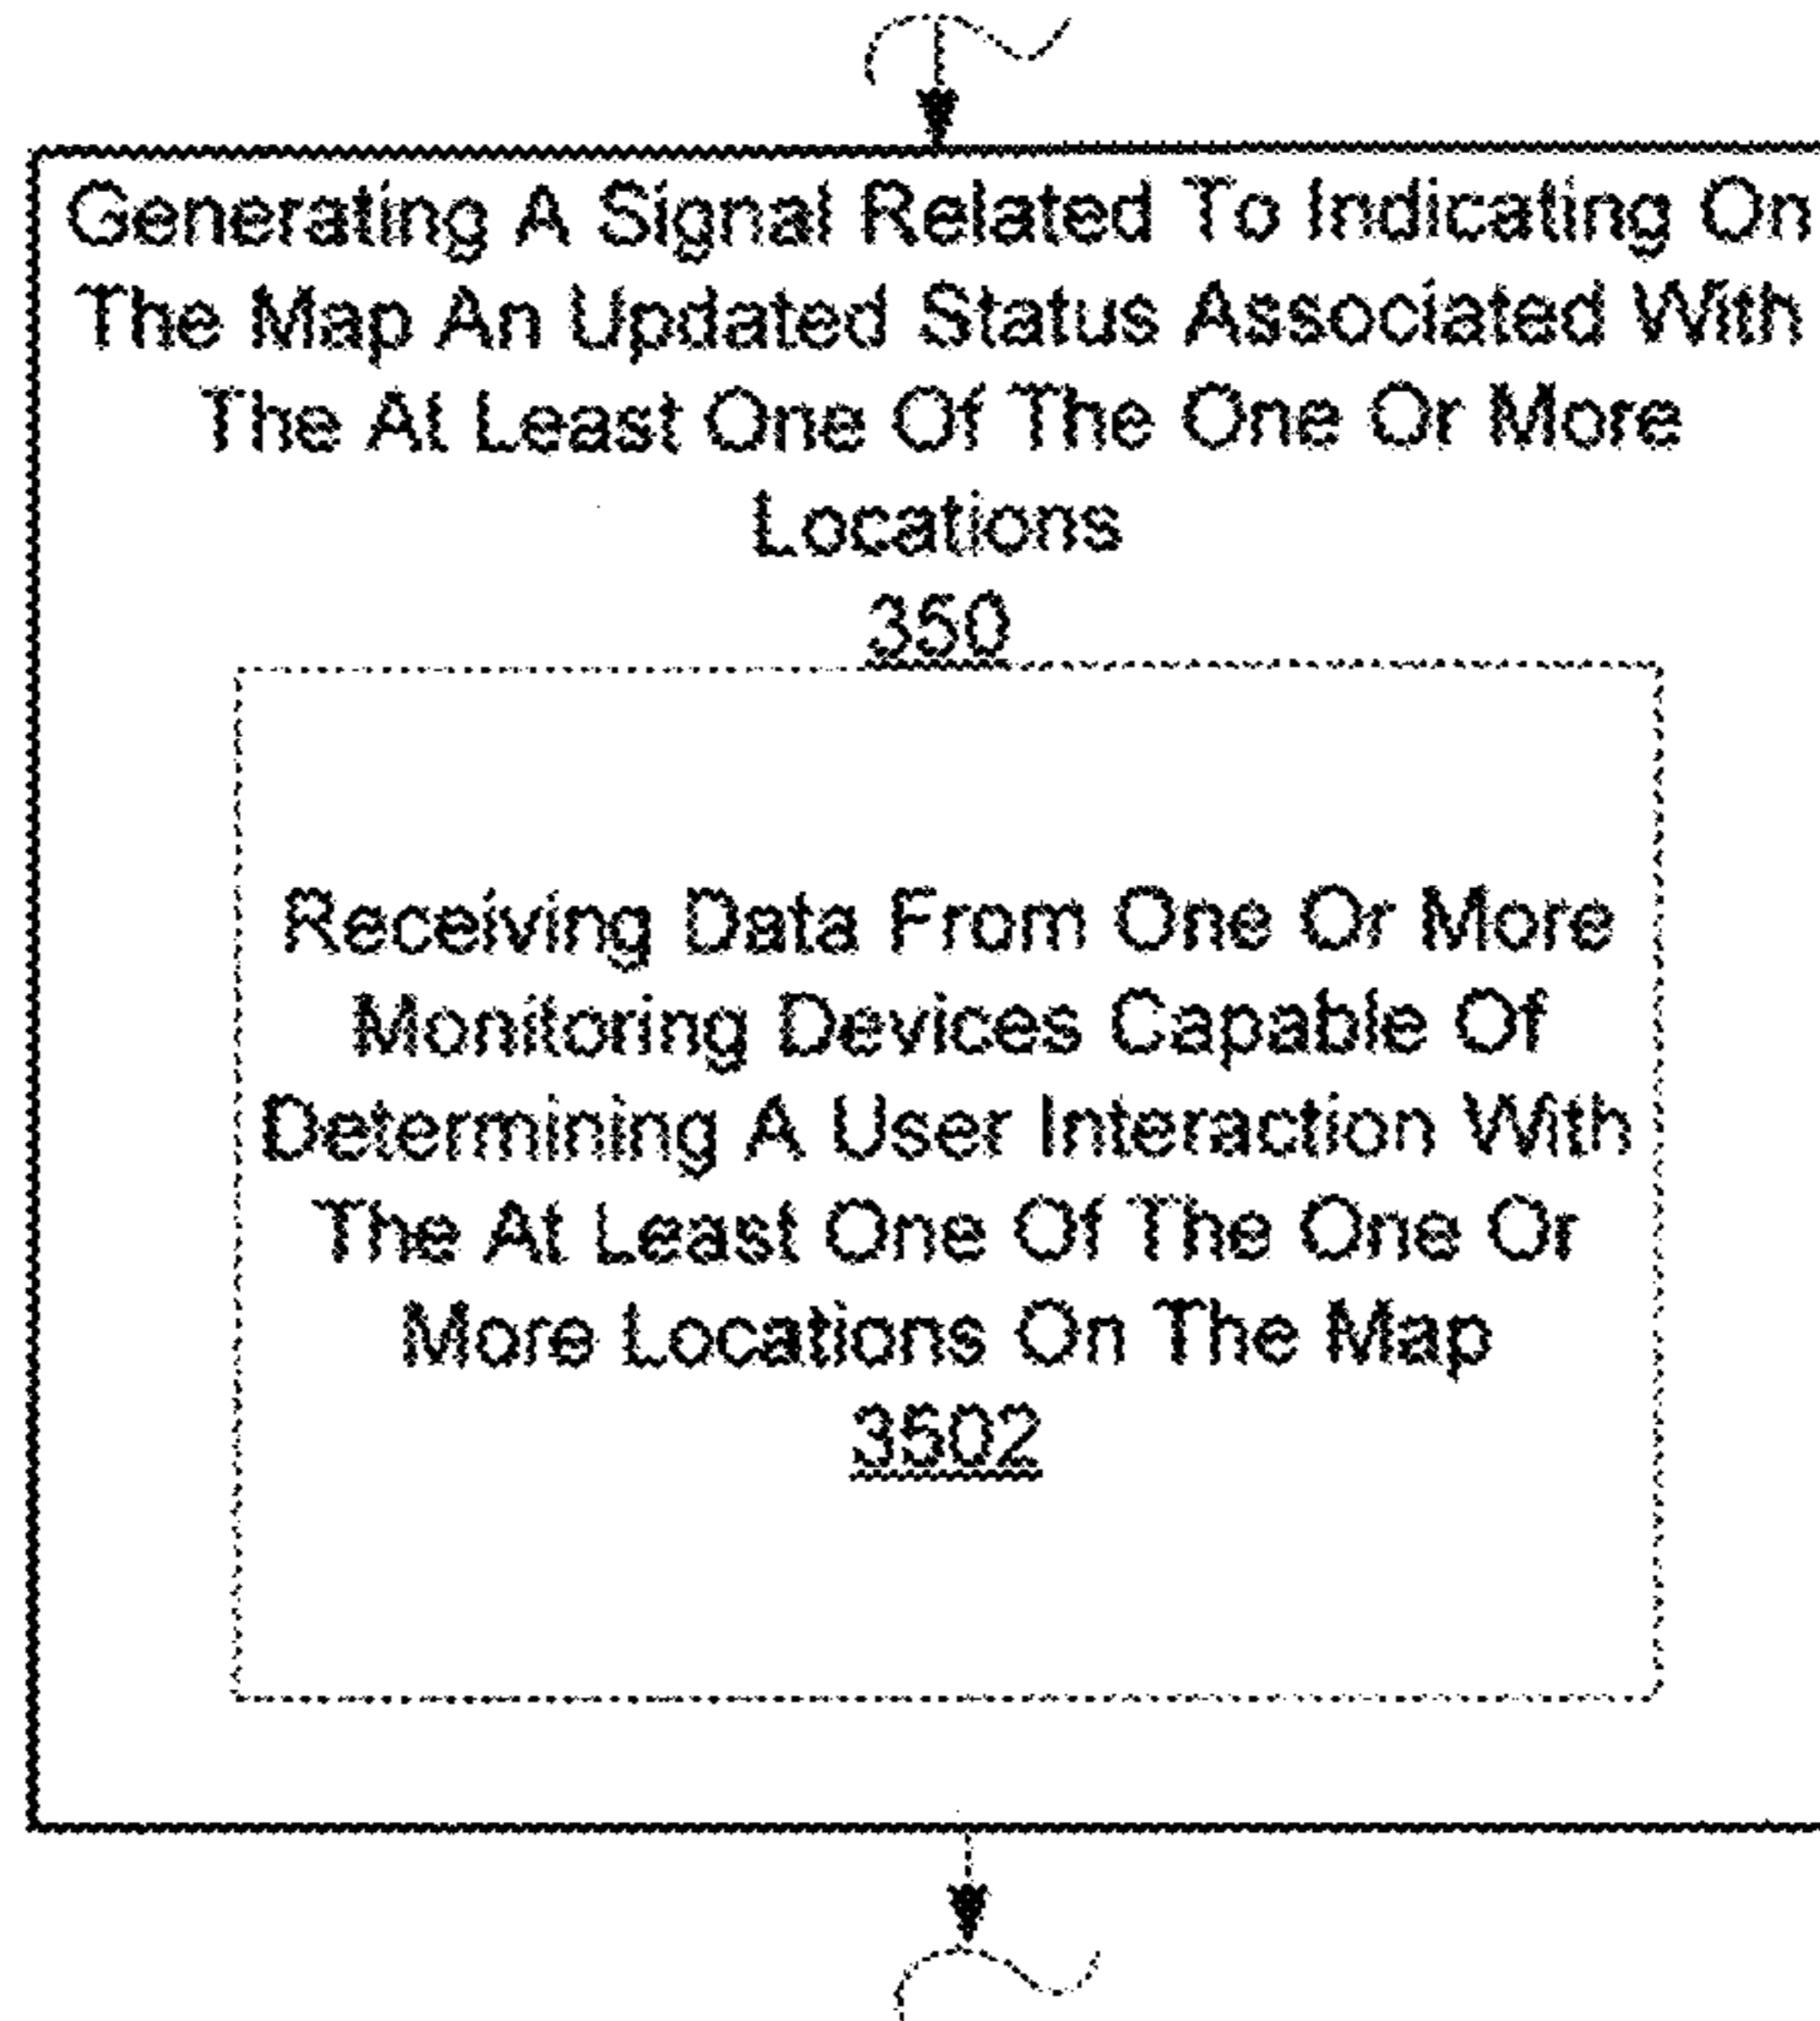 Generating A Signal Related To Indicating On
The Map An Updated Status Associated With
The At Least One Of The One Or More
Locations
350
Receiving Data From One Or More
Monitoring Devices Capable Of
Determining A User Interaction With
The At Least One Of The One Or
More Locations On The Map
3502